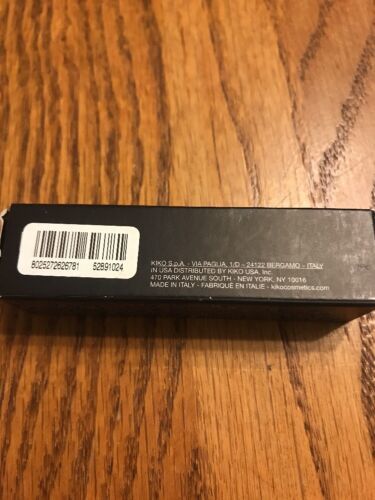 8025272626781 52891024
KIKO S.p.A. - VIA PAGLIA, 1/D - 24122 BERGAMO - ITALY
IN USA DISTRIBUTED BY KIKO USA, Inc.
470 PARK AVENUE SOUTH - NEW YORK, NY 10016
MADE IN ITALY - FABRIQUÉ EN ITALIE - kikocosmetics.com